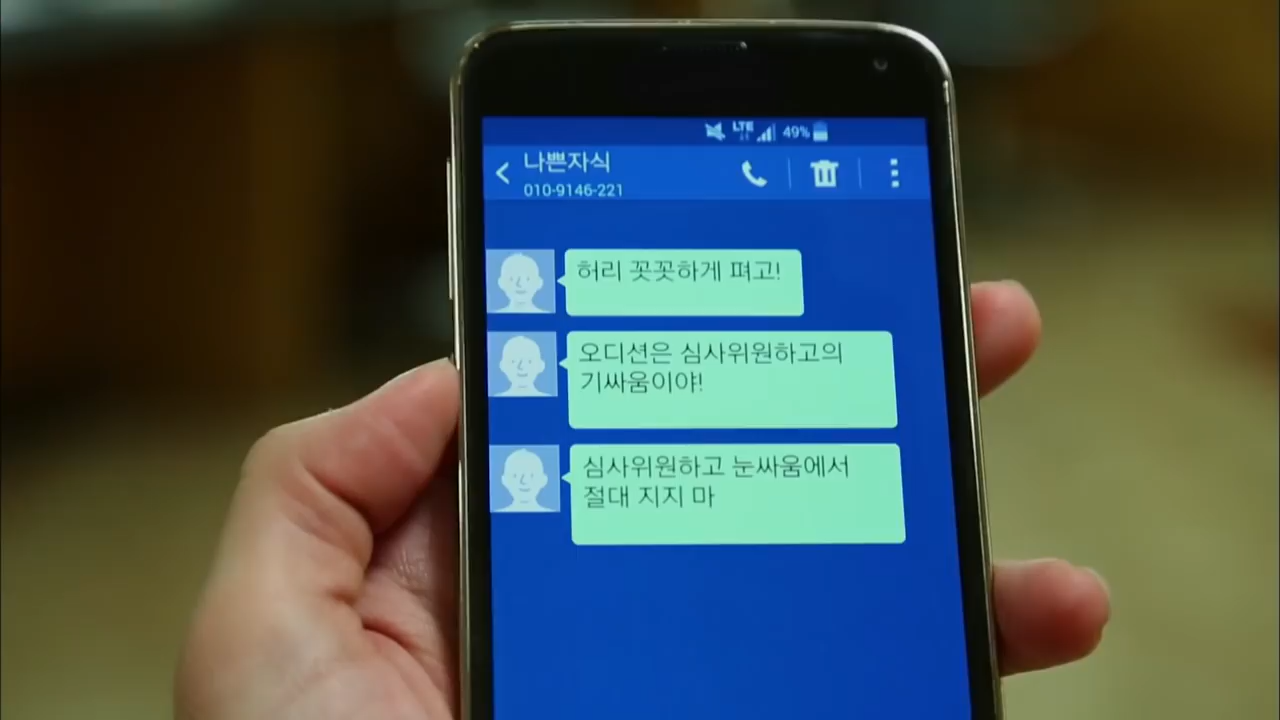 LTE 49%
나쁜자식
010-9146-221
허리 꼿꼿하게 펴고!
오디션은 심사위원하고의
기싸움이야!
심사위원하고 눈싸움에서
절대 지지 마